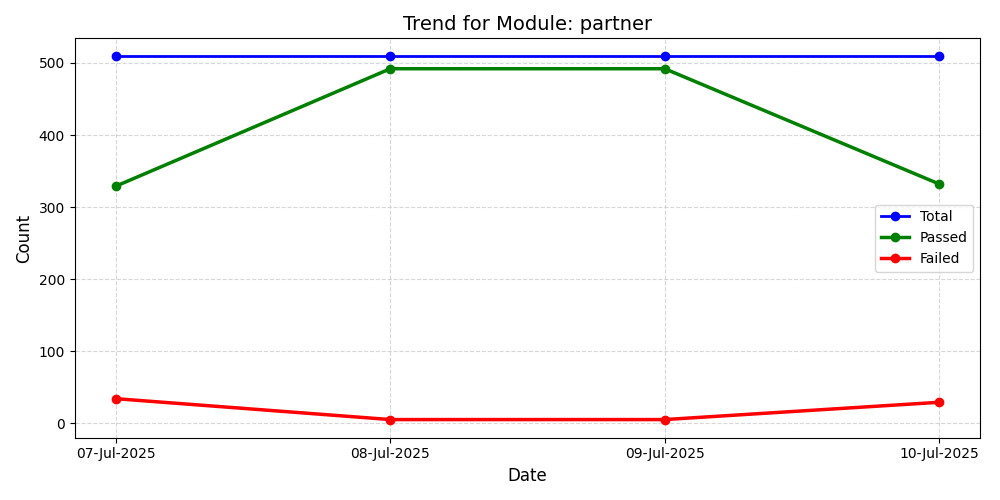 Trend for Module: partner
500
400
300
200
100
0
Count
Total
Passed
Failed
07-Jul-2025
08-Jul-2025
09-Jul-2025
10-Jul-2025
Date